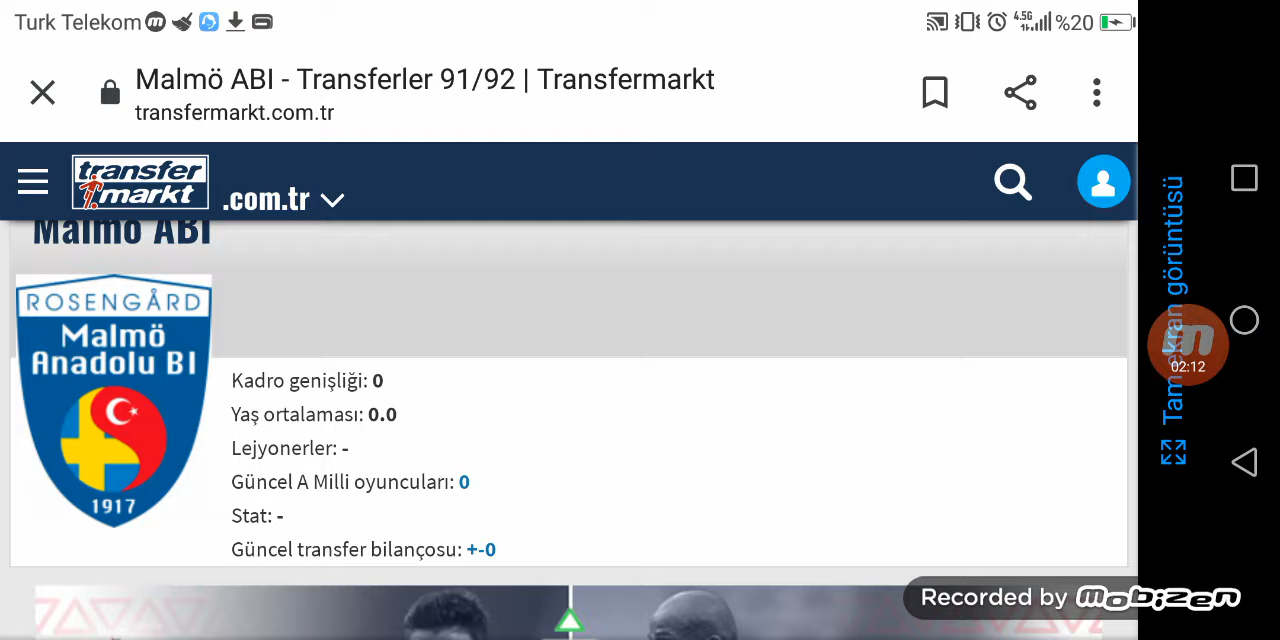 Turk Telekom
4.5G
%20
Malmö ABI - Transferler 91/92 | Transfermarkt
transfermarkt.com.tr
transfer
markt
.com.tr
Malmö ABI
ROSENGÅRD
Malmö
Anadolu BI
1917
Kadro genişliği: 0
Yaş ortalaması: 0.0
Lejyonerler: -
Güncel A Milli oyuncuları: 0
Stat: -
Güncel transfer bilançosu: +-0
Tam ekran görüntüsü
02:12
Recorded by mobizen